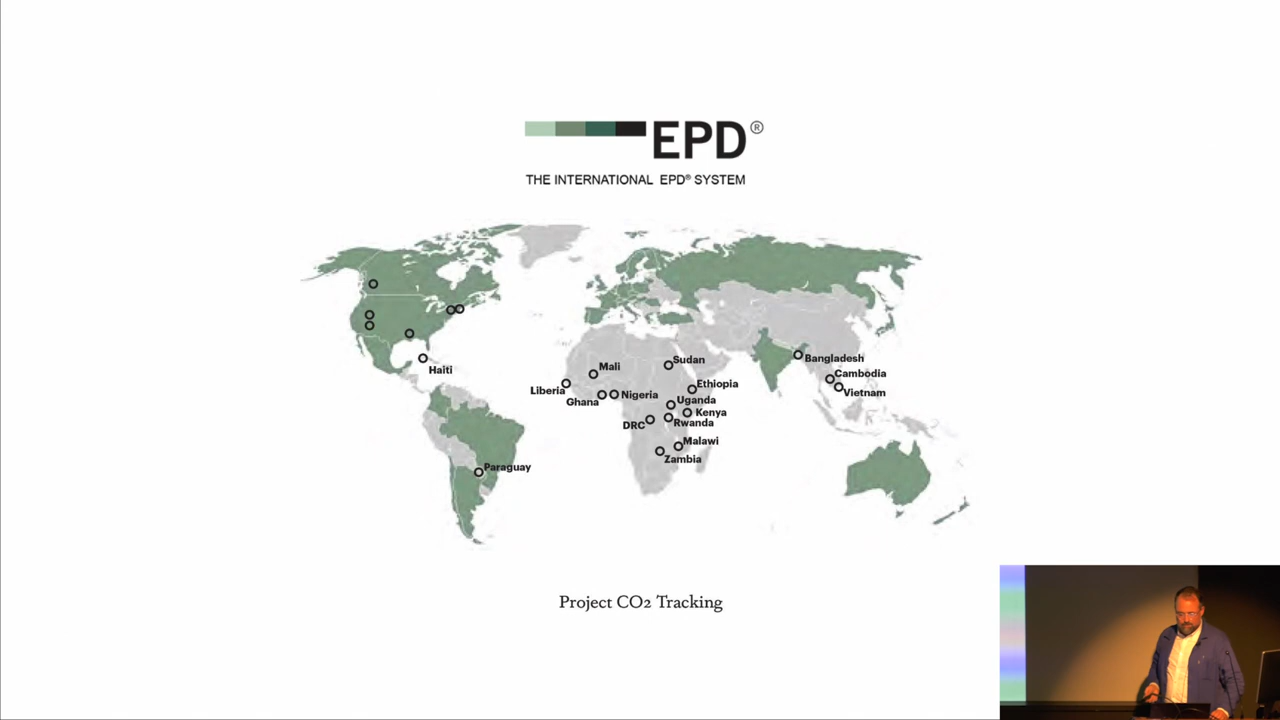 EPD®
THE INTERNATIONAL EPD® SYSTEM
Haiti
Paraguay
Mali
Liberia
Ghana
Nigeria
Sudan
Ethiopia
Uganda
Kenya
DRC
Rwanda
Malawi
Zambia
Bangladesh
Cambodia
Vietnam
Project CO2 Tracking